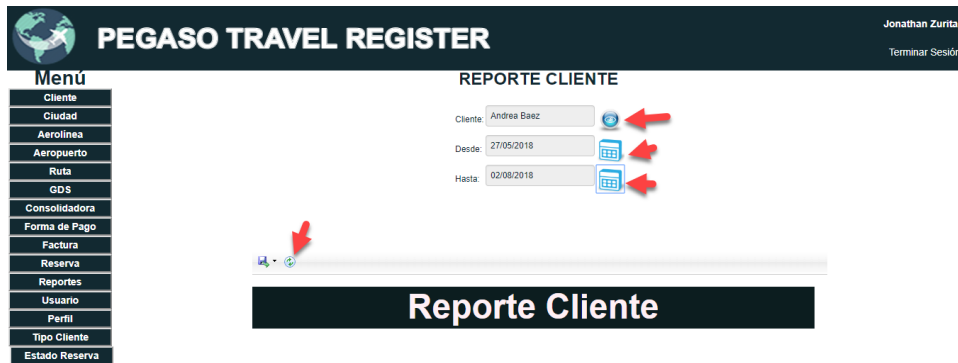 PEGASO TRAVEL REGISTER
Jonathan Zurita
Terminar Sesión
Menú
Cliente
Ciudad
Aerolínea
Aeropuerto
Ruta
GDS
Consolidadora
Forma de Pago
Factura
Reserva
Reportes
Usuario
Perfil
Tipo Cliente
Estado Reserva
REPORTE CLIENTE
Cliente: Andrea Baez
Desde: 27/05/2018
Hasta: 02/08/2018
Reporte Cliente